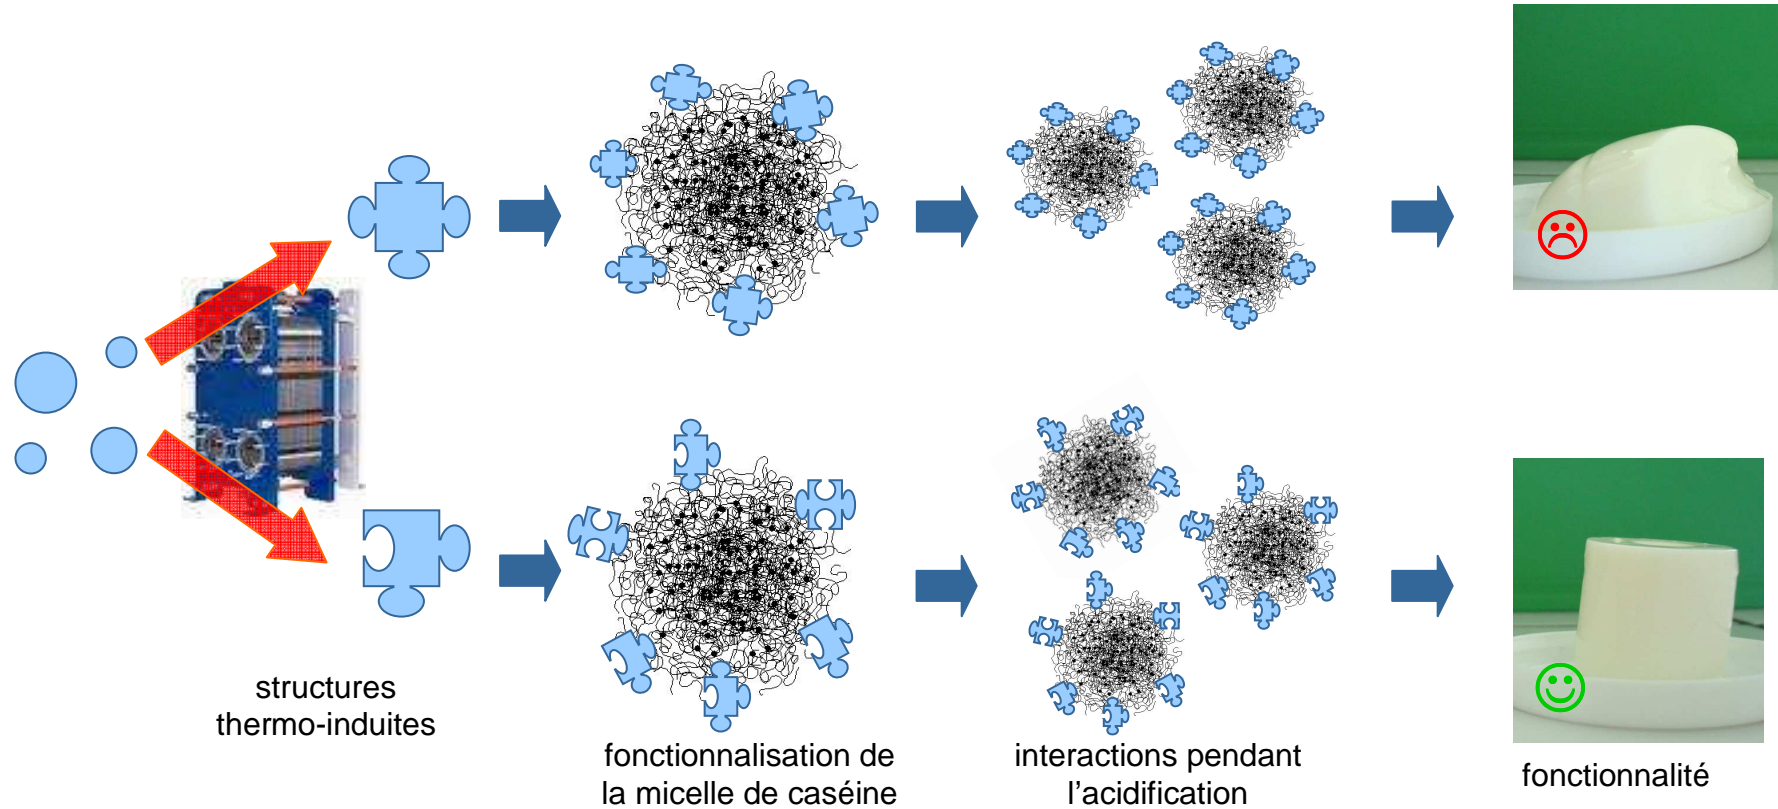 structures
thermo-induites
fonctionnalisation de
la micelle de caséine
interactions pendant
l’acidification
fonctionnalité